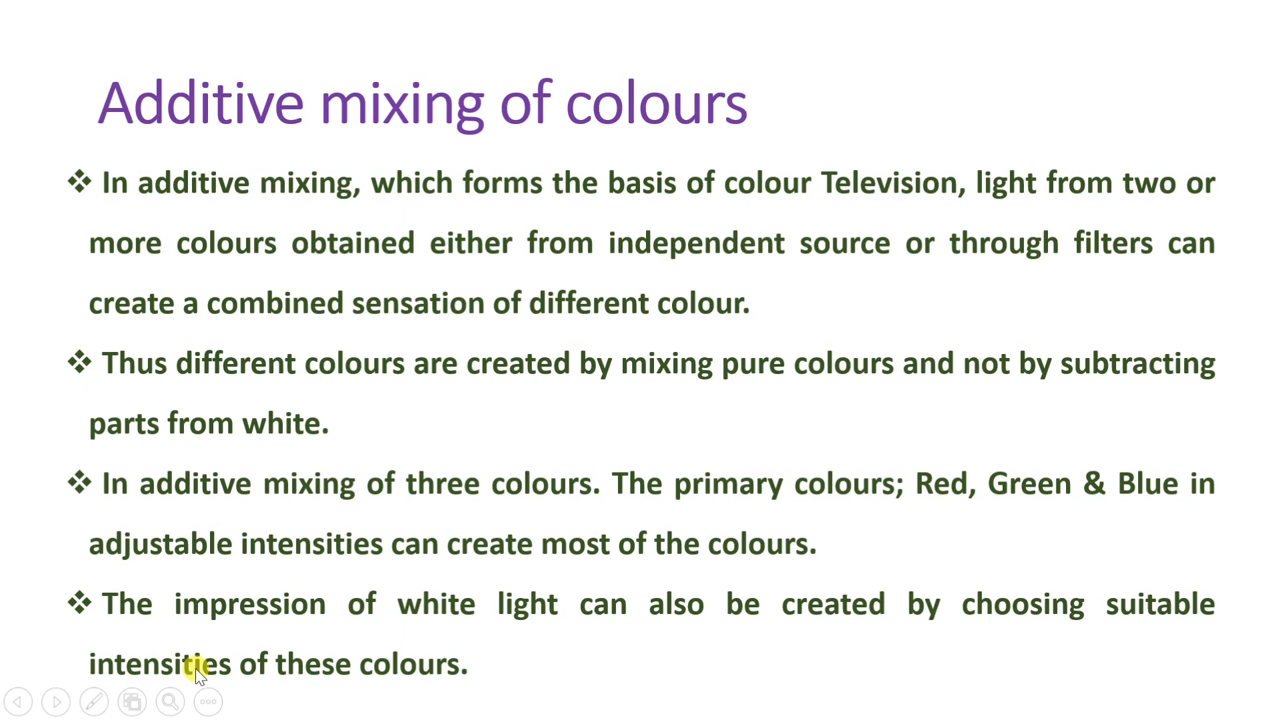 Additive mixing of colours
❖ In additive mixing, which forms the basis of colour Television, light from two or
more colours obtained either from independent source or through filters can
create a combined sensation of different colour.
❖ Thus different colours are created by mixing pure colours and not by subtracting
parts from white.
❖ In additive mixing of three colours. The primary colours; Red, Green & Blue in
adjustable intensities can create most of the colours.
❖ The impression of white light can also be created by choosing suitable
intensities of these colours.